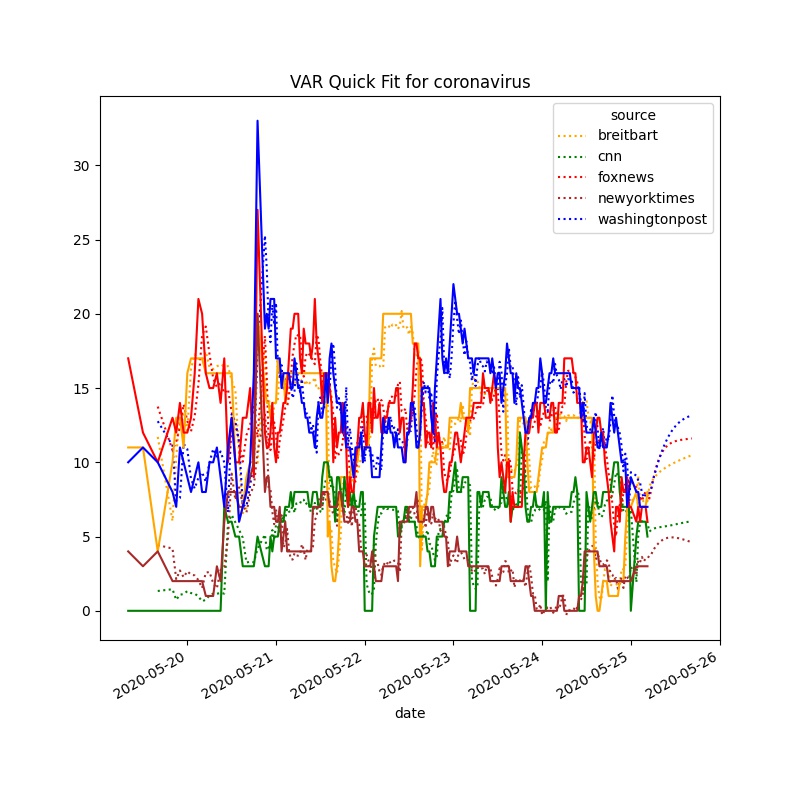 VAR Quick Fit for coronavirus
source
breitbart
cnn
foxnews
newyorktimes
washingtonpost
30
25
20
15
10
5
0
2020-05-20 2020-05-21 2020-05-22 2020-05-23 2020-05-24 2020-05-25 2020-05-26
date